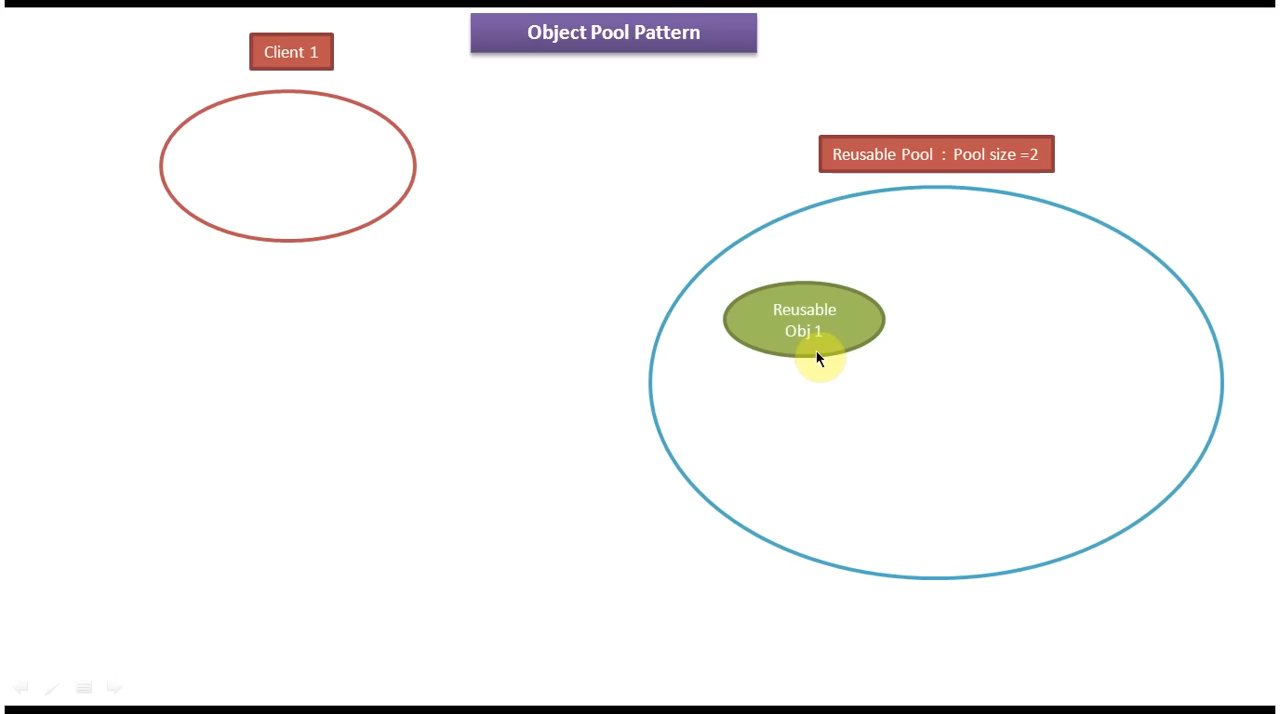 Object Pool Pattern
Client 1
Reusable Pool : Pool size =2
Reusable
Obj 1